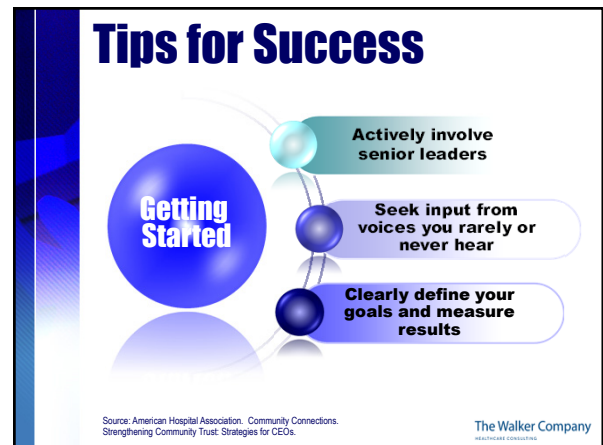 Tips for Success
Getting
Started
Actively involve
senior leaders
Seek input from
voices you rarely or
never hear
Clearly define your
goals and measure
results
Source: American Hospital Association. Community Connections.
Strengthening Community Trust: Strategies for CEOs.
The Walker Company
HEALTHCARE CONSULTING